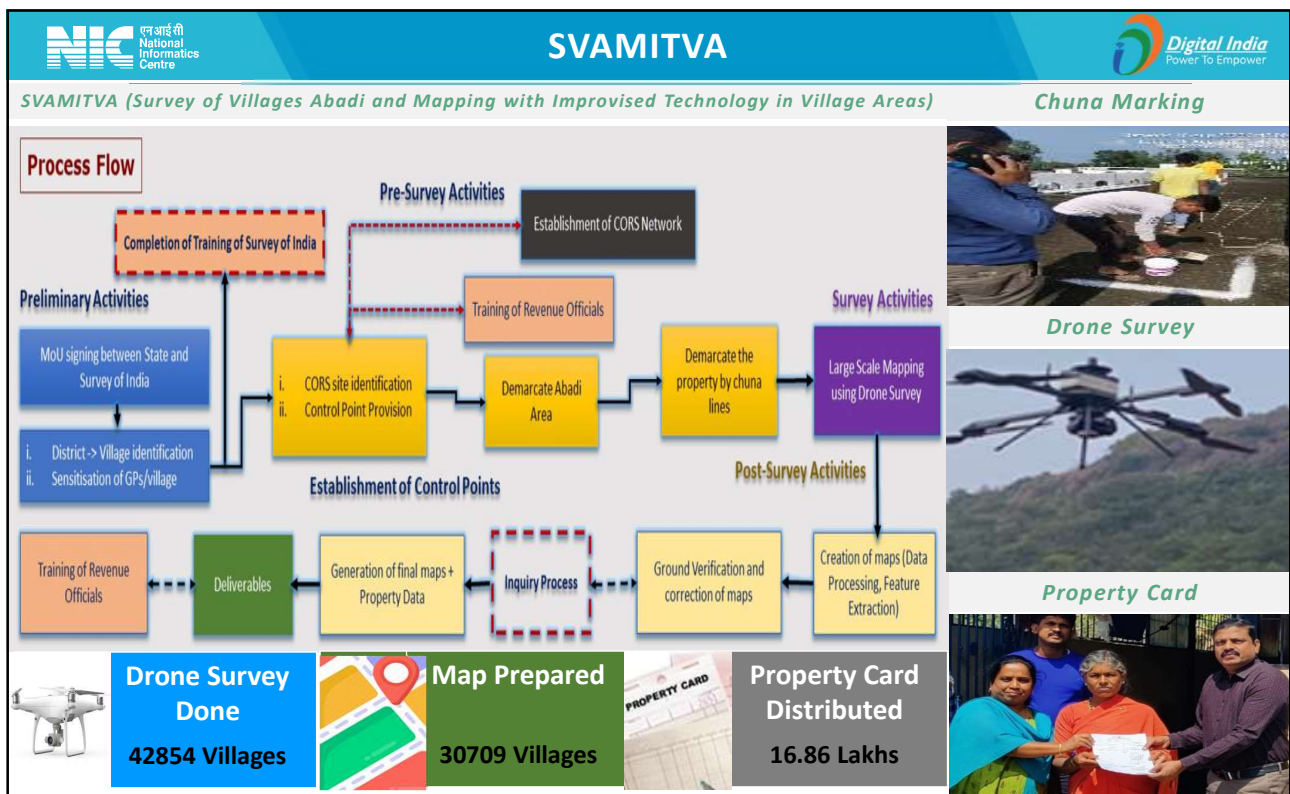 NIC
एन आई सी
National
Informatics
Centre
SVAMITVA
Digital India
Power To Empower
SVAMITVA (Survey of Villages Abadi and Mapping with Improvised Technology in Village Areas)
Chuna Marking
Process Flow
Pre-Survey Activities
Completion of Training of Survey of India
Establishment of CORS Network
Preliminary Activities
Training of Revenue Officials
Survey Activities
MoU signing between State and
Survey of India
i. CORS site identification
ii. Control Point Provision
Demarcate Abadi
Area
Demarcate the
property by chuna
lines
Large Scale Mapping
using Drone Survey
Drone Survey
i. District -> Village identification
ii. Sensitisation of GPs/village
Establishment of Control Points
Post-Survey Activities
Training of Revenue
Officials
Deliverables
Generation of final maps +
Property Data
Inquiry Process
Ground Verification and
correction of maps
Creation of maps (Data
Processing, Feature
Extraction)
Property Card
Drone Survey
Done
42854 Villages
Map Prepared
30709 Villages
PROPERTY CARD
Property Card
Distributed
16.86 Lakhs